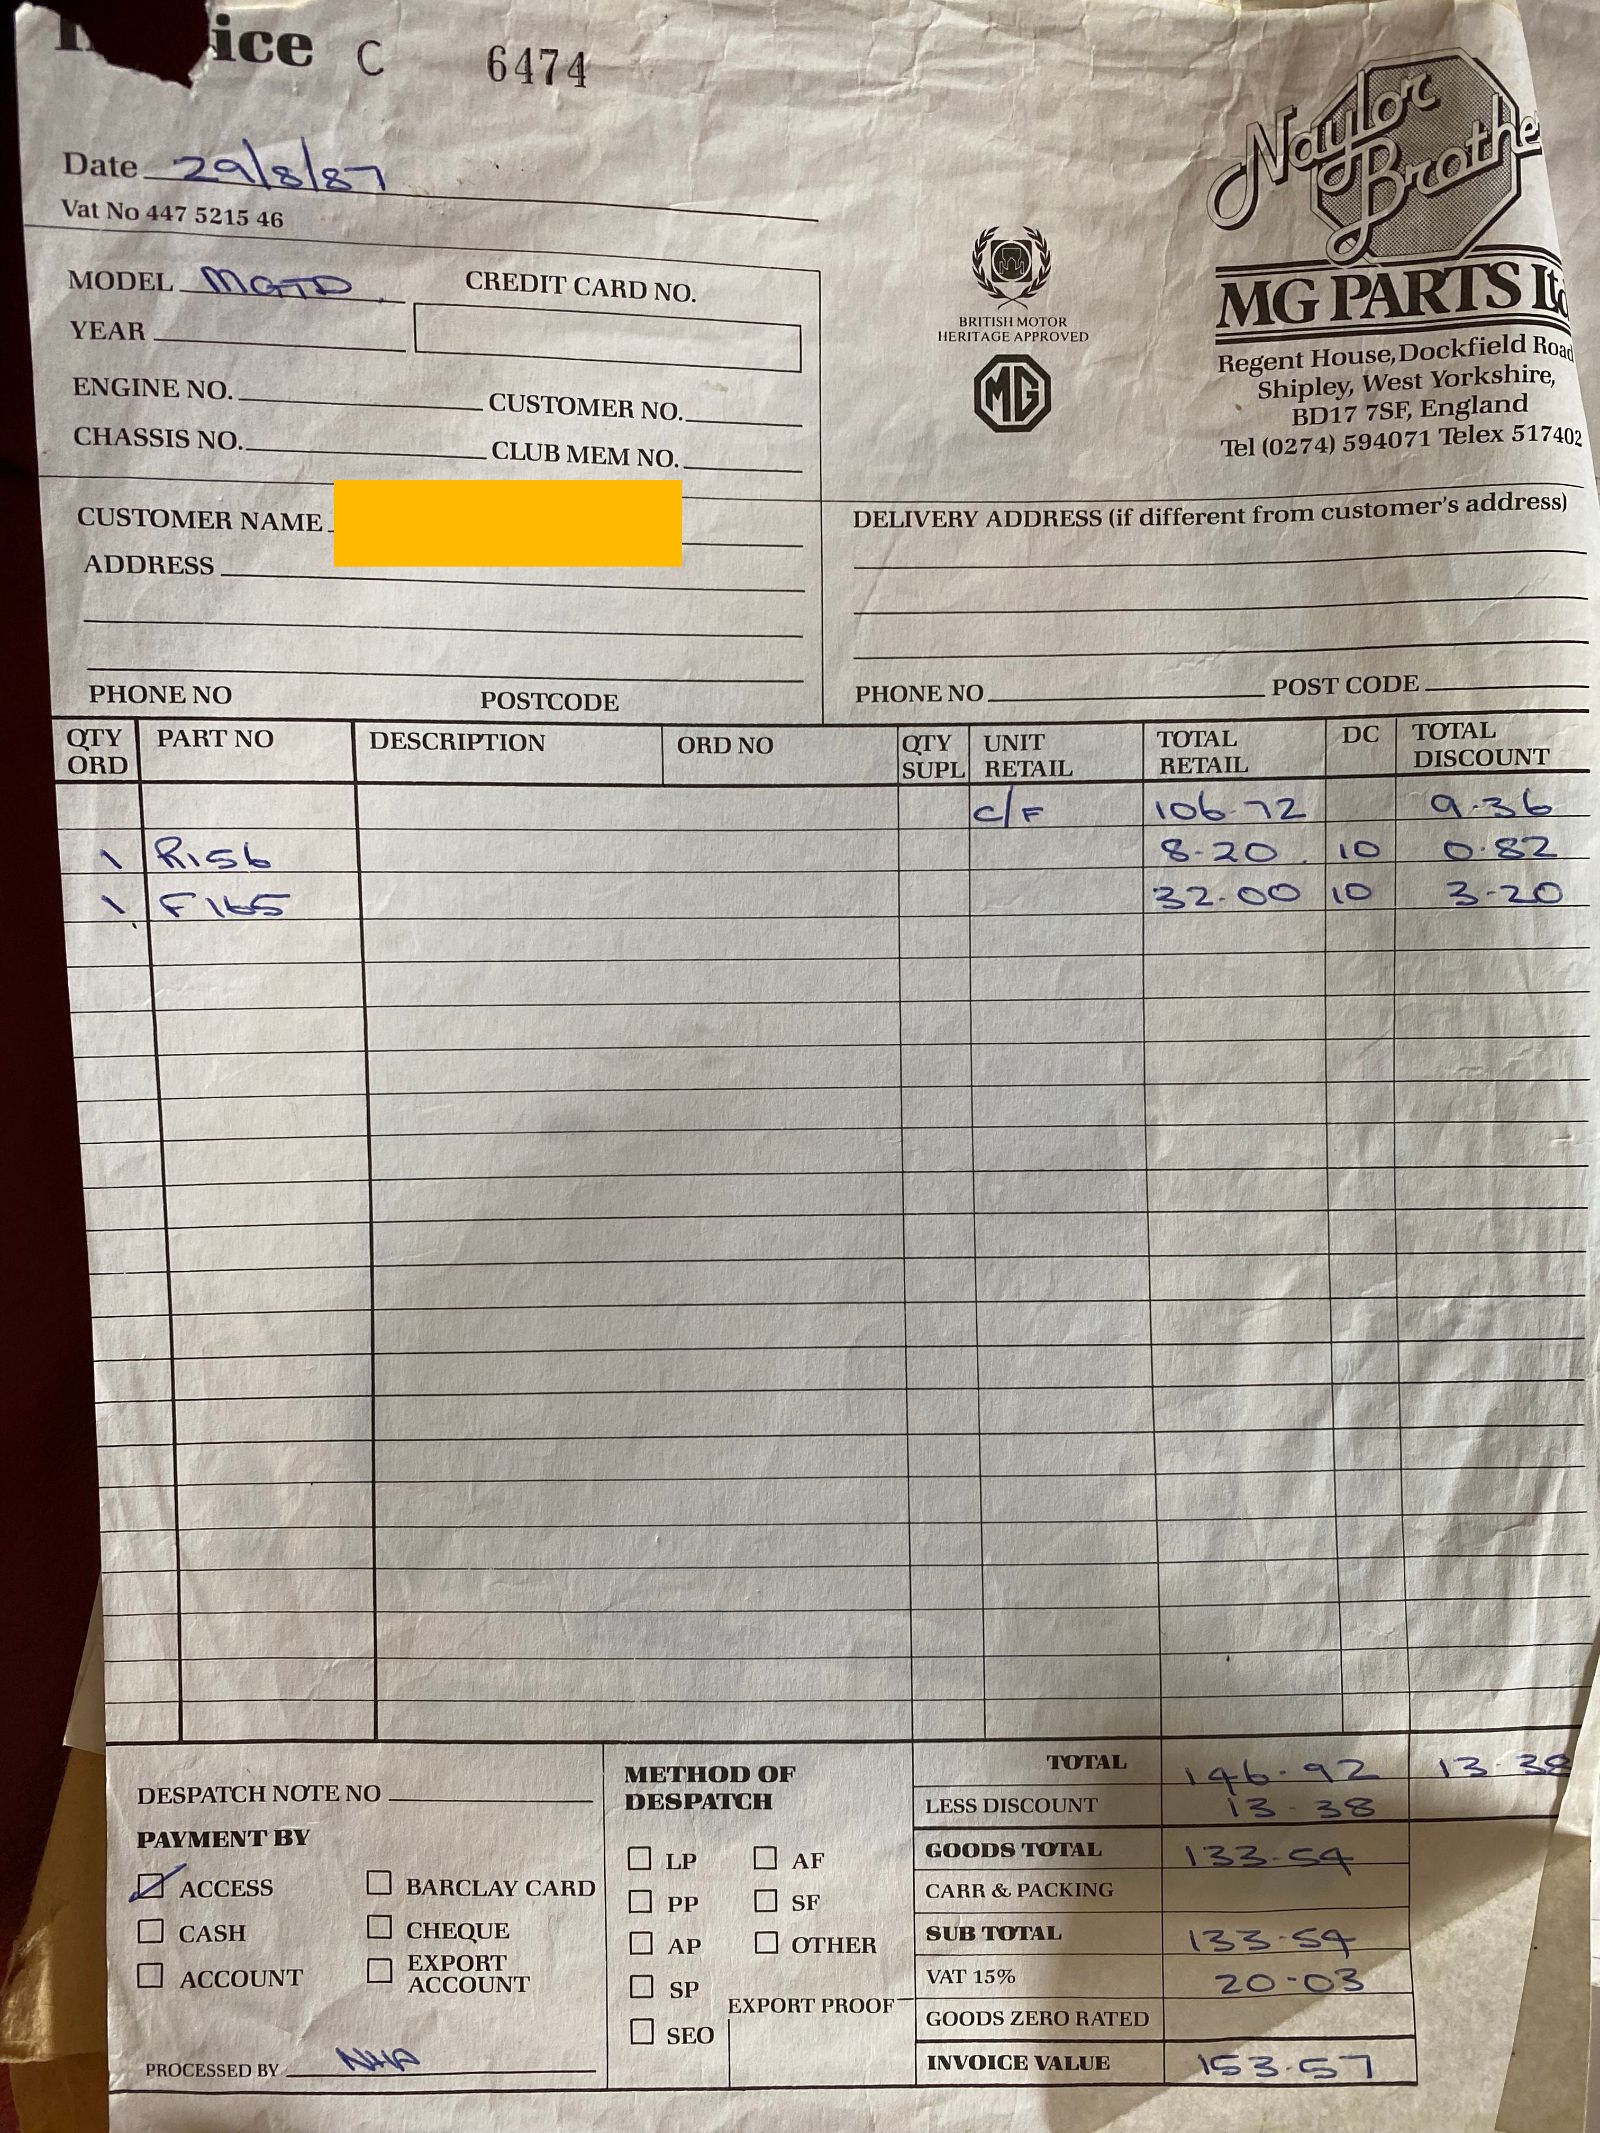 ice C 6474
Date 29/8/87
Vat No 447 5215 46
MODEL MGTD CREDIT CARD NO.
YEAR
ENGINE NO. CUSTOMER NO.
CHASSIS NO. CLUB MEM NO.
Naylor
Brothe
MG PARTS Ltd
Regent House, Dockfield Road
Shipley, West Yorkshire,
BD17 7SF, England
Tel (0274) 594071 Telex 517402
BRITISH MOTOR
HERITAGE APPROVED
MG
CUSTOMER NAME
ADDRESS
PHONE NO POSTCODE
DELIVERY ADDRESS (if different from customer's address)
PHONE NO POST CODE
QTY ORD PART NO DESCRIPTION ORD NO QTY SUPL UNIT RETAIL TOTAL RETAIL DC TOTAL DISCOUNT
C/F 106-72 9-36
1 R156 8-20 10 0.82
1 F165 32-00 10 3-20
DESPATCH NOTE NO
PAYMENT BY
ACCESS BARCLAY CARD
CASH CHEQUE
ACCOUNT EXPORT ACCOUNT
PROCESSED BY
METHOD OF
DESPATCH
LP AF
PP SF
AP OTHER
SP
EXPORT PROOF
SEO
TOTAL 146.92 13.38
LESS DISCOUNT 13-38
GOODS TOTAL 133-54
CARR & PACKING
SUB TOTAL 133-54
VAT 15% 20-03
GOODS ZERO RATED
INVOICE VALUE 153-57